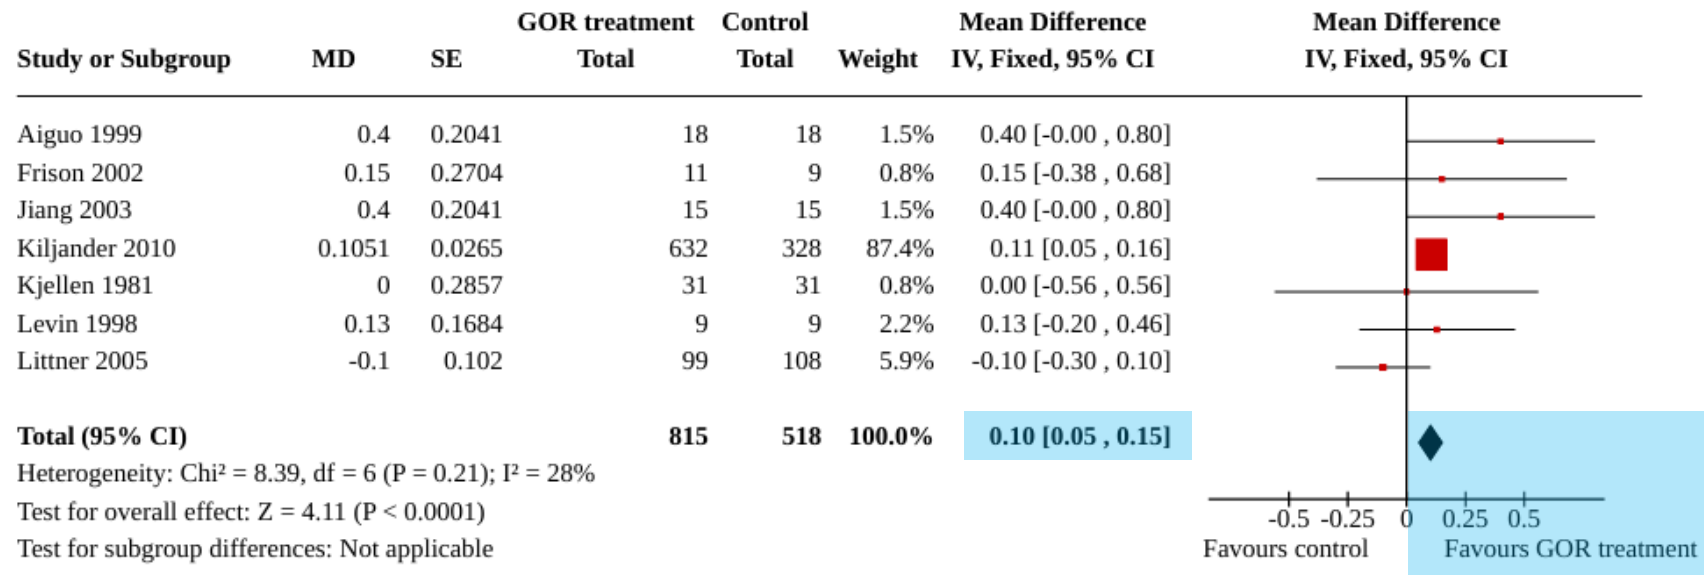 GOR treatment Control Mean Difference Mean Difference
Study or Subgroup MD SE Total Total Weight IV, Fixed, 95% CI IV, Fixed, 95% CI
Aiguo 1999 0.4 0.2041 18 18 1.5% 0.40 [-0.00 , 0.80]
Frison 2002 0.15 0.2704 11 9 0.8% 0.15 [-0.38 , 0.68]
Jiang 2003 0.4 0.2041 15 15 1.5% 0.40 [-0.00 , 0.80]
Kiljander 2010 0.1051 0.0265 632 328 87.4% 0.11 [0.05 , 0.16]
Kjellen 1981 0 0.2857 31 31 0.8% 0.00 [-0.56 , 0.56]
Levin 1998 0.13 0.1684 9 9 2.2% 0.13 [-0.20 , 0.46]
Littner 2005 -0.1 0.102 99 108 5.9% -0.10 [-0.30 , 0.10]
Total (95% CI) 815 518 100.0% 0.10 [0.05 , 0.15]
Heterogeneity: Chi² = 8.39, df = 6 (P = 0.21); I² = 28%
Test for overall effect: Z = 4.11 (P < 0.0001)
-0.5 -0.25 0 0.25 0.5
Test for subgroup differences: Not applicable
Favours control Favours GOR treatment